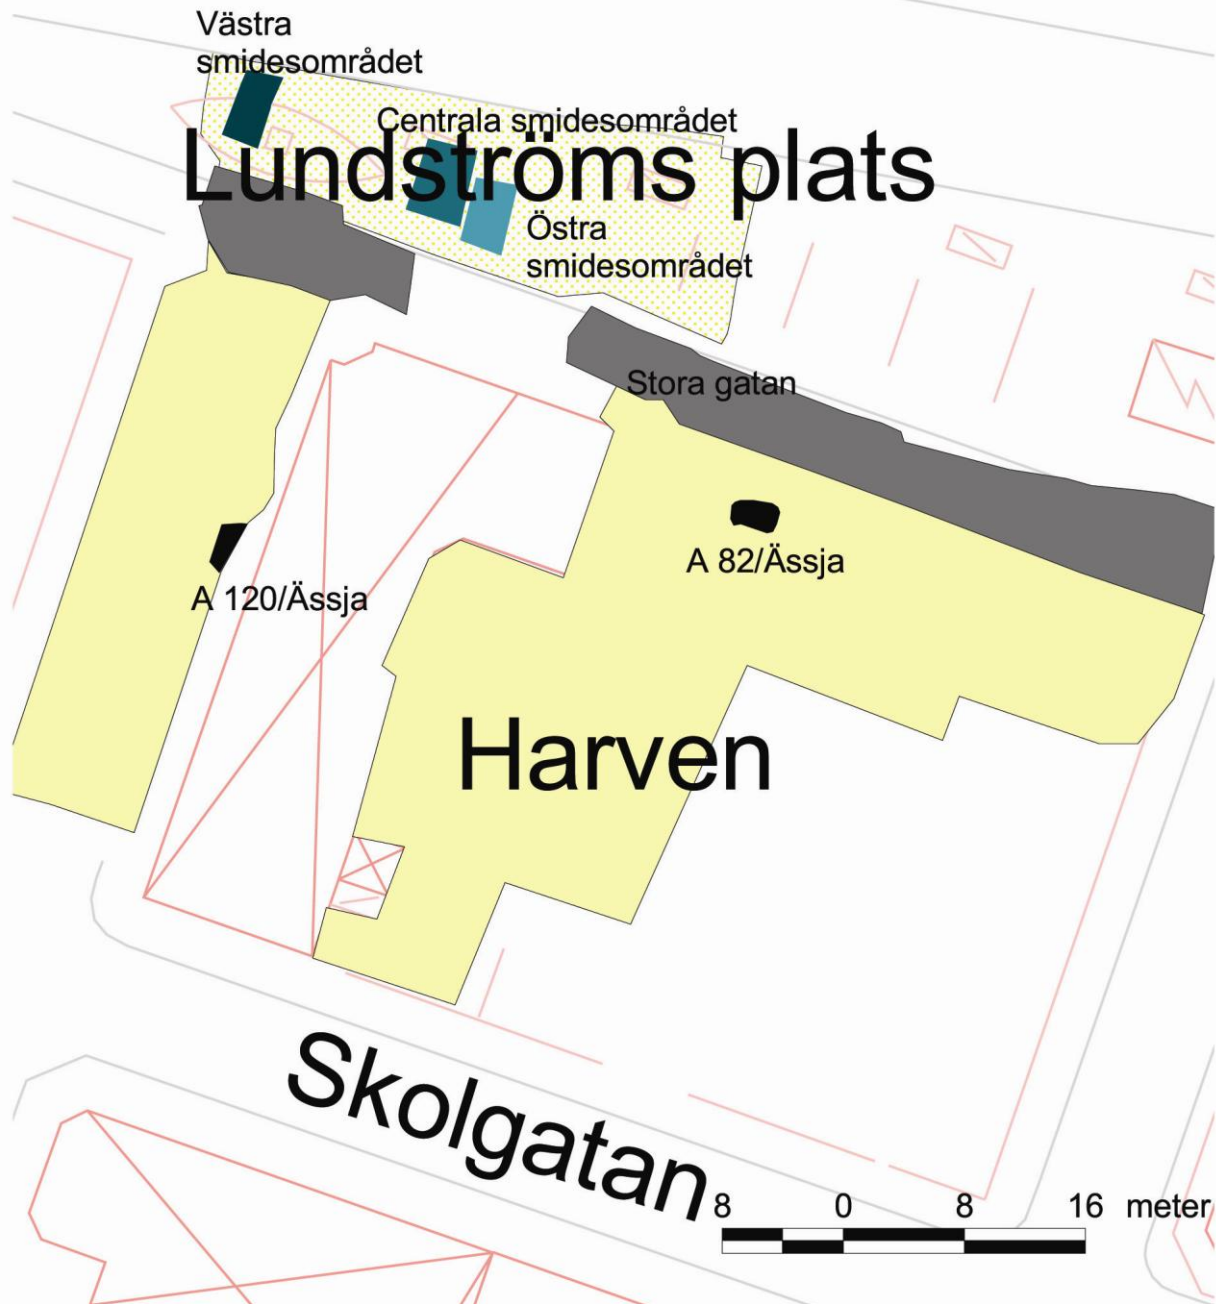 Västra
smidesområdet
Centrala smidesområdet
Lundströms plats
Östra
smidesområdet
Stora gatan
A 82/Ässja
A 120/Ässja
Harven
Skolgatan
8 0 8 16 meter